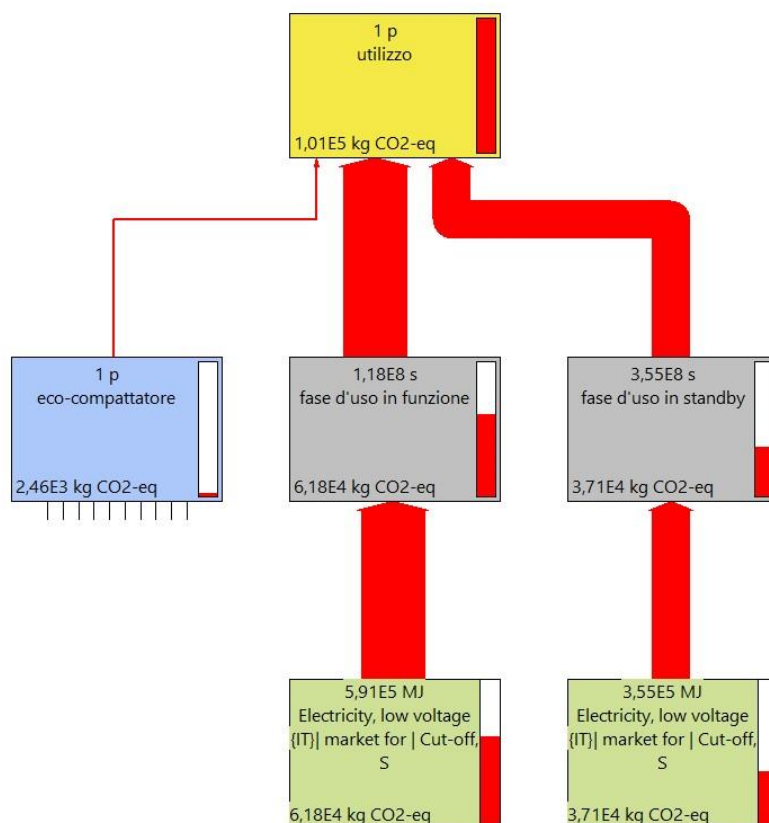 1 p
utilizzo
1,01E5 kg CO2-eq
1 p
eco-compattatore
2,46E3 kg CO2-eq
1,18E8 s
fase d'uso in funzione
6,18E4 kg CO2-eq
3,55E8 s
fase d'uso in standby
3,71E4 kg CO2-eq
5,91E5 MJ
Electricity, low voltage
{IT}| market for | Cut-off,
S
6,18E4 kg CO2-eq
3,55E5 MJ
Electricity, low voltage
{IT}| market for | Cut-off,
S
3,71E4 kg CO2-eq